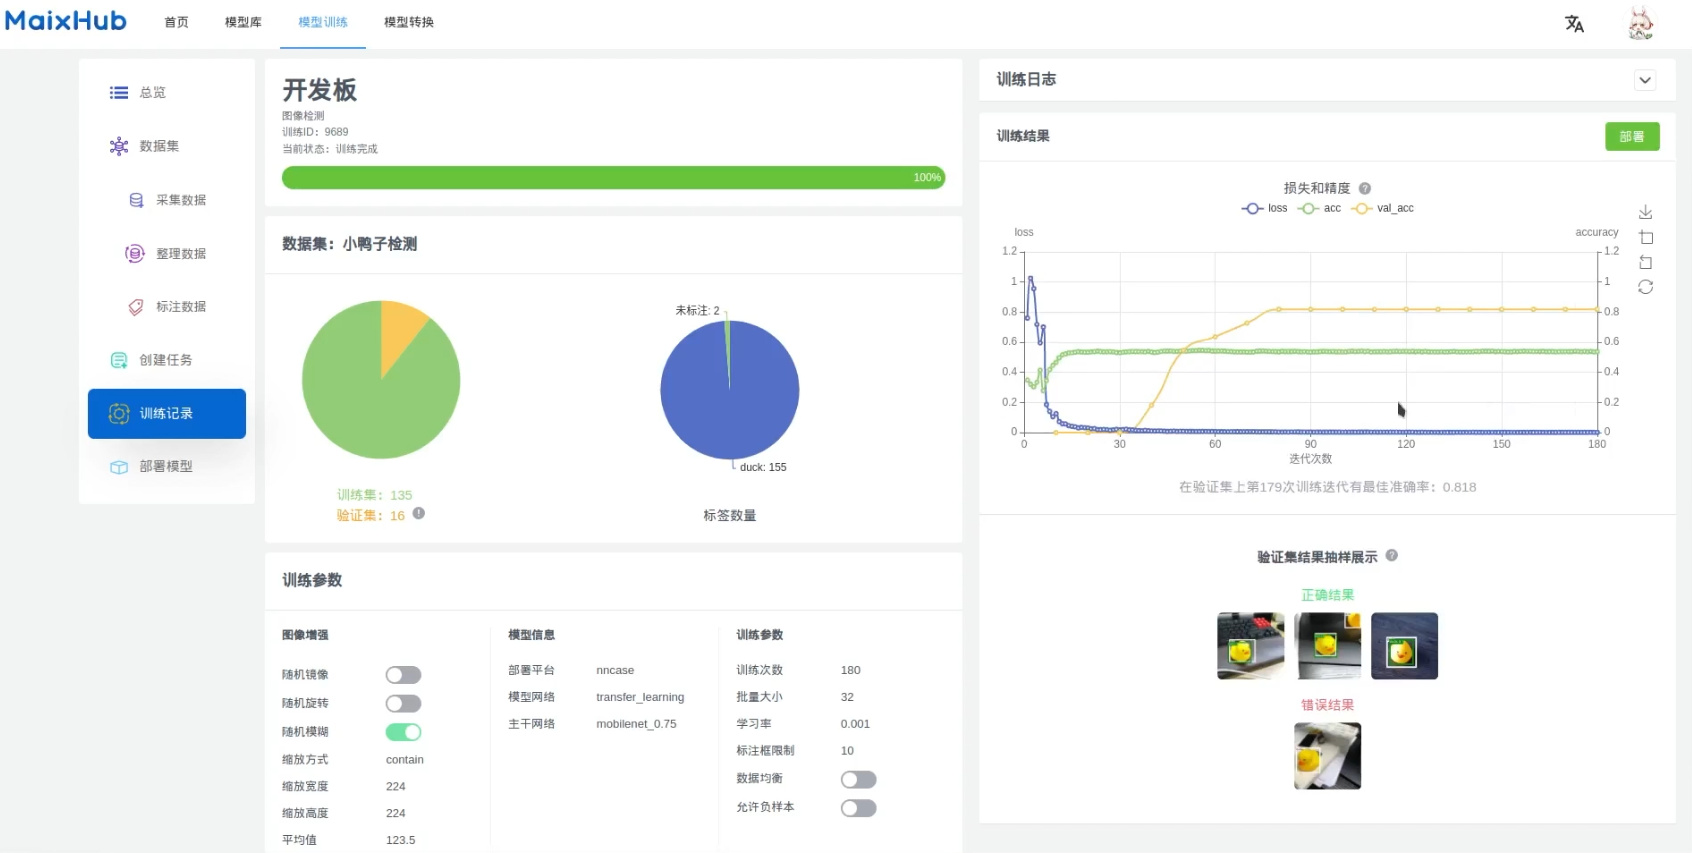 MaixHub
首页
模型库
模型训练
模型转换
总览
数据集
采集数据
整理数据
标注数据
创建任务
训练记录
部署模型
开发板
图像检测
训练ID：9689
当前状态：训练完成
100%
数据集：小鸭子检测
未标注: 2
duck: 155
训练集：135
验证集：16
标签数量
训练参数
图像增强
随机镜像
随机旋转
随机模糊
缩放方式 contain
缩放宽度 224
缩放高度 224
平均值 123.5
模型信息
部署平台 nncase
模型网络 transfer_learning
主干网络 mobilenet_0.75
训练参数
训练次数 180
批量大小 32
学习率 0.001
标注框限制 10
数据均衡
允许负样本
训练日志
训练结果
部署
损失和精度
loss acc val_acc
loss accuracy
1.2 1.2
1 1
0.8 0.8
0.6 0.6
0.4 0.4
0.2 0.2
0 0
0 30 60 90 120 150 180
迭代次数
在验证集上第179次训练迭代有最佳准确率：0.818
验证集结果抽样展示
正确结果
错误结果